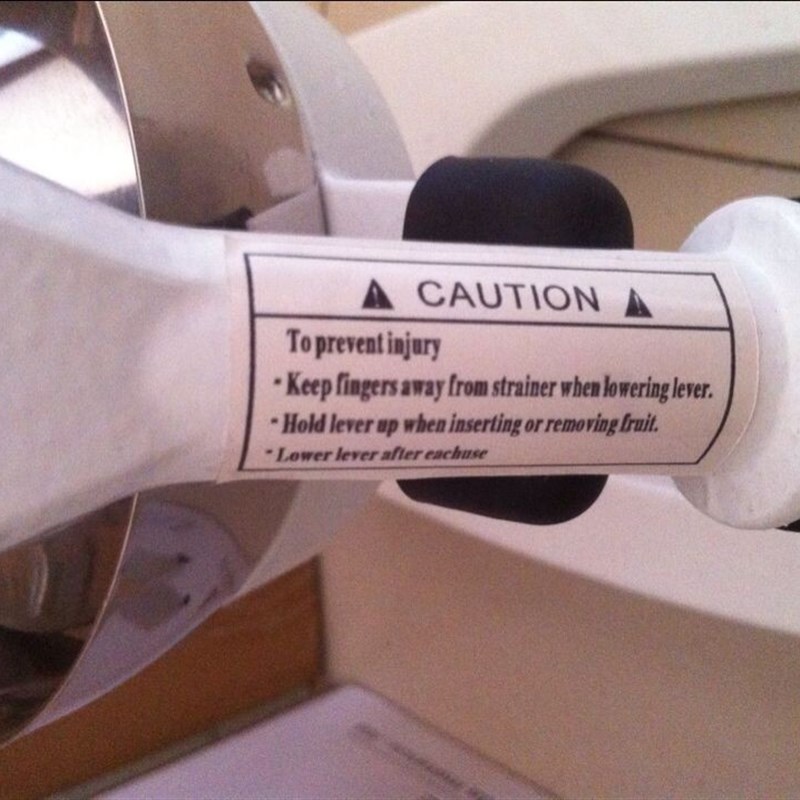 CAUTION
To prevent injury
- Keep fingers away from strainer when lowering lever.
- Hold lever up when inserting or removing fruit.
- Lower lever after eachuse